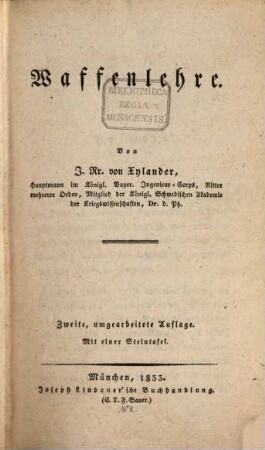 Waffenlehre.
BIBLIOTHECA
REGIA
MONACENSIS.
Von
J. Rr. von Xylander,
Hauptmann im Königl. Bayer. Ingenieur-Corps, Ritter
mehrerer Orden, Mitglied der Königl. Schwedischen Akademie
der Kriegswissenschaften, Dr. d. Ph.
Zweite, umgearbeitete Auflage.
Mit einer Steintafel.
München, 1833.
Joseph Lindauer'sche Buchhandlung.
(C. T. F. Sauer.)